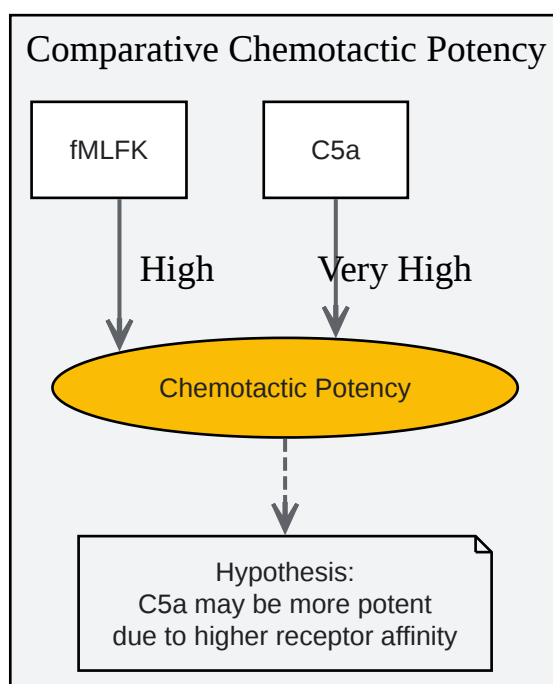 Comparative Chemotactic Potency
fMLFK
C5a
High
Very High
Chemotactic Potency
Hypothesis:
C5a may be more potent
due to higher receptor affinity